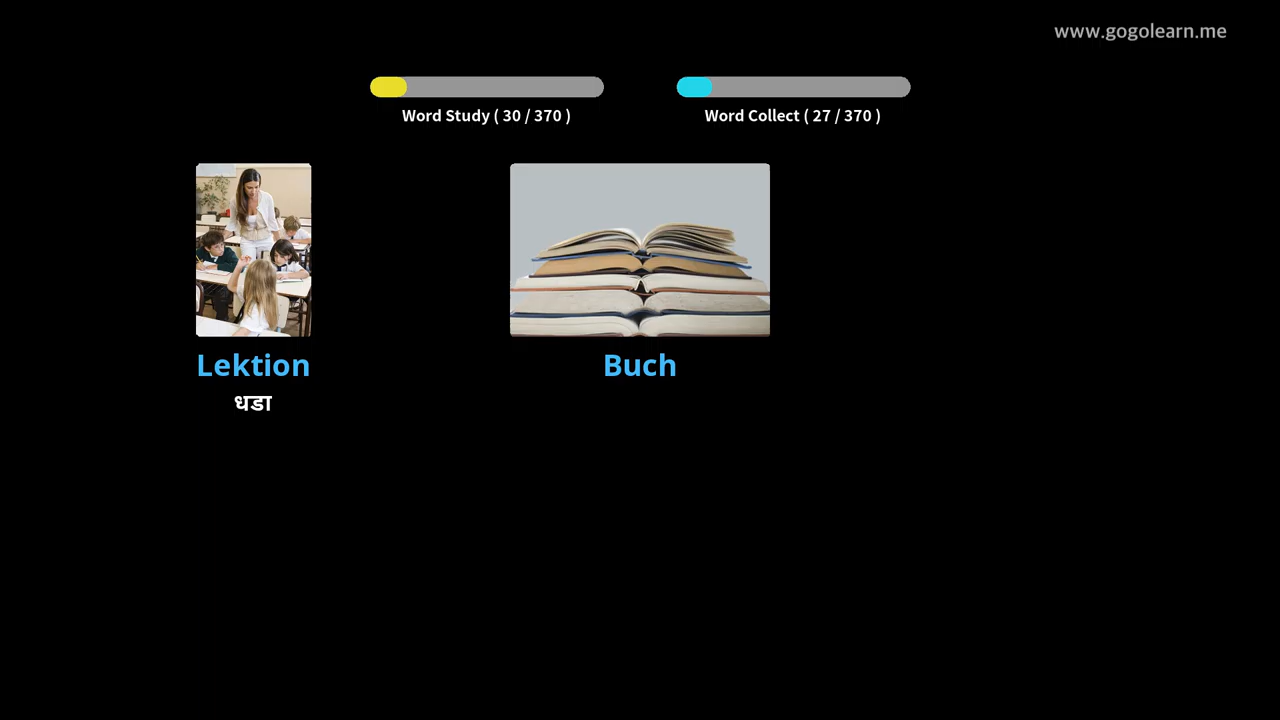 www.gogolearn.me
Word Study ( 30 / 370 )
Word Collect ( 27 / 370 )
Lektion
Buch
धडा